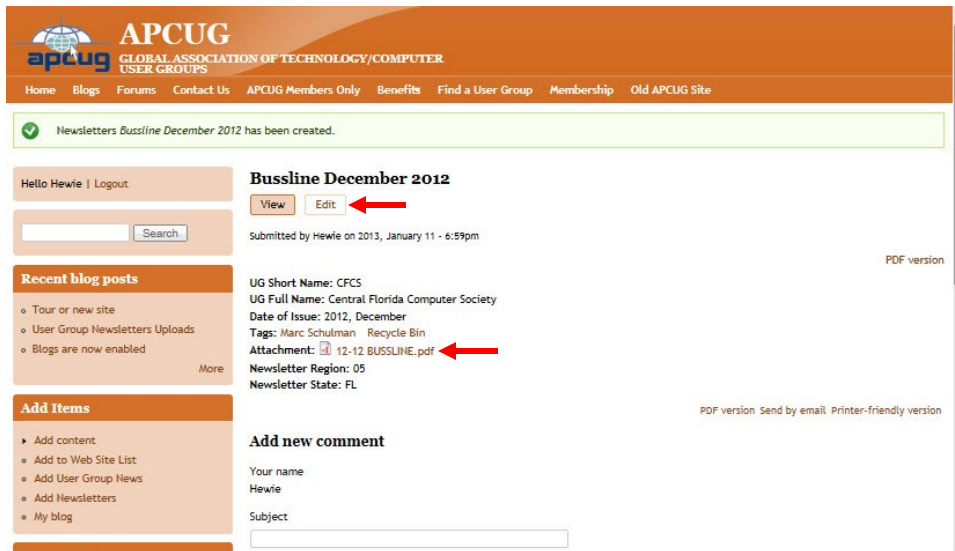 apcug
APCUG
GLOBAL ASSOCIATION OF TECHNOLOGY/COMPUTER
USER GROUPS
Home Blogs Forums Contact Us APCUG Members Only Benefits Find a User Group Membership Old APCUG Site
Newsletters Bussline December 2012 has been created.
Hello Hewie | Logout
Search
Recent blog posts
Tour or new site
User Group Newsletters Uploads
Blogs are now enabled
More
Add Items
Add content
Add to Web Site List
Add User Group News
Add Newsletters
My blog
Bussline December 2012
View Edit
Submitted by Hewie on 2013, January 11 - 6:59pm
PDF version
UG Short Name: CFCS
UG Full Name: Central Florida Computer Society
Date of Issue: 2012, December
Tags: Marc Schulman Recycle Bin
Attachment: 12-12 BUSSLINE.pdf
Newsletter Region: 05
Newsletter State: FL
PDF version Send by email Printer-friendly version
Add new comment
Your name
Hewie
Subject